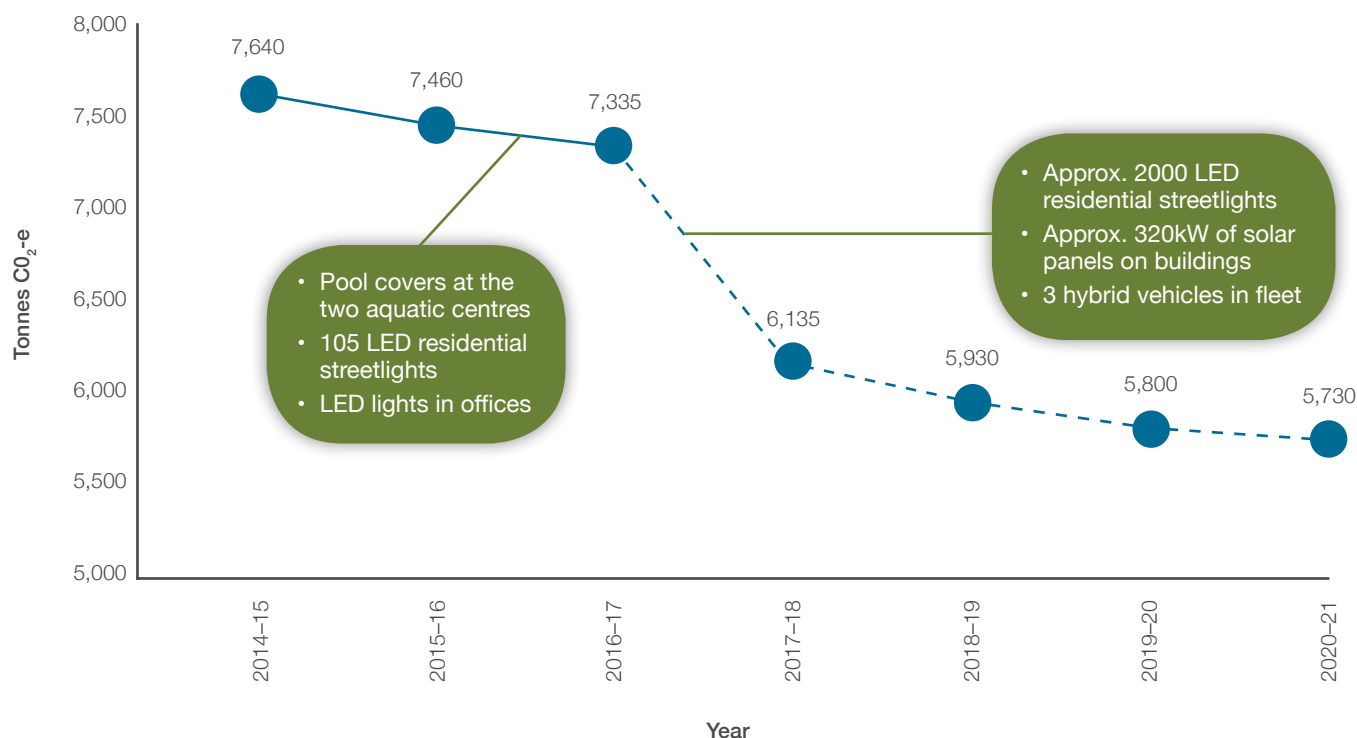 Tonnes C0₂-e
8,000
7,500
7,000
6,500
6,000
5,500
5,000
7,640
7,460
7,335
6,135
5,930
5,800
5,730
• Pool covers at the
two aquatic centres
• 105 LED residential
streetlights
• LED lights in offices
• Approx. 2000 LED
residential streetlights
• Approx. 320kW of solar
panels on buildings
• 3 hybrid vehicles in fleet
2014–15
2015–16
2016–17
2017–18
2018–19
2019–20
2020–21
Year